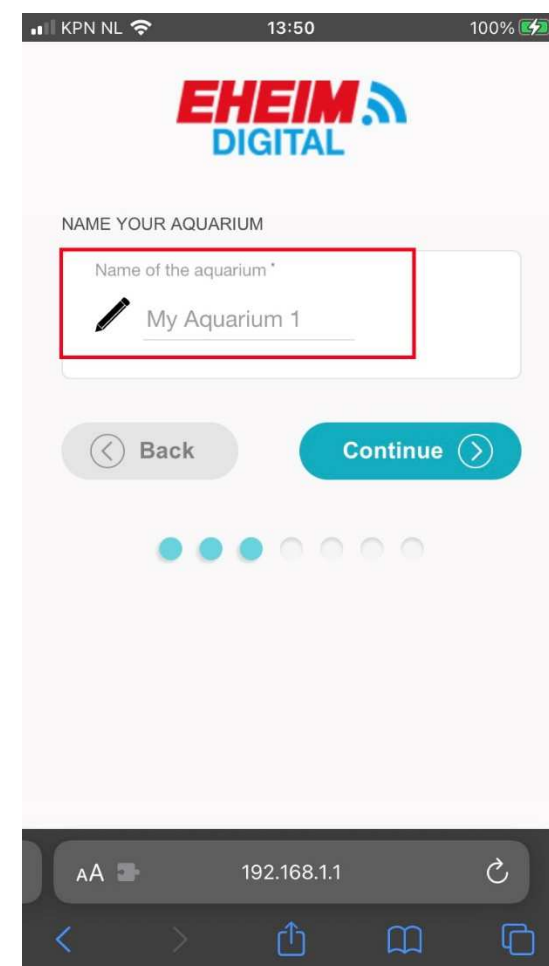 KPN NL 13:50 100%
EHEIM
DIGITAL
NAME YOUR AQUARIUM
Name of the aquarium *
My Aquarium 1
Back Continue
AA 192.168.1.1